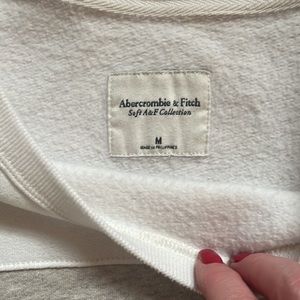 Abercrombie & Fitch
Soft A&F Collection
M
MADE IN PHILIPPINES